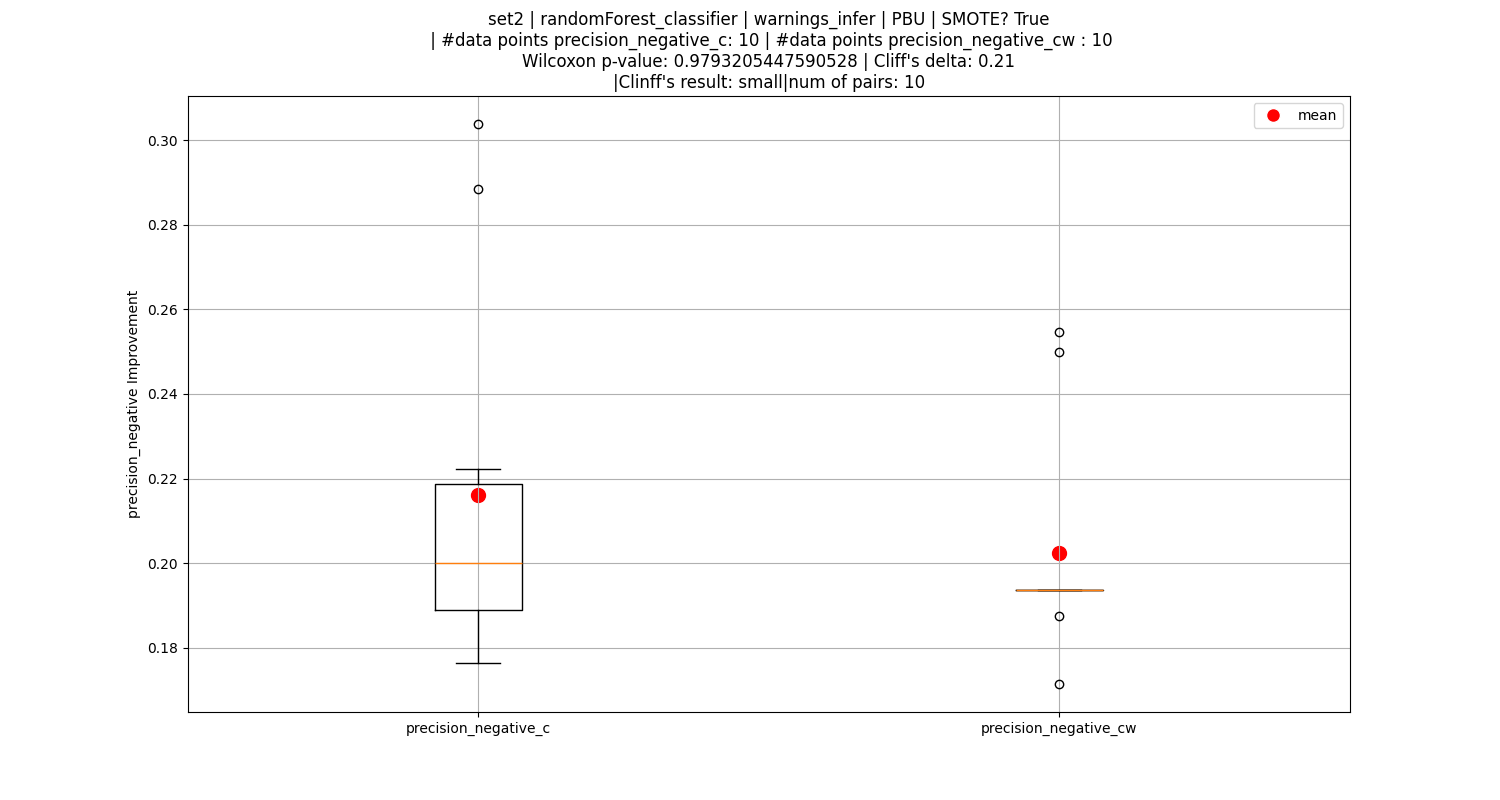 set2 | randomForest_classifier | warnings_infer | PBU | SMOTE? True
| #data points precision_negative_c: 10 | #data points precision_negative_cw : 10
Wilcoxon p-value: 0.9793205447590528 | Cliff's delta: 0.21
|Clinff's result: small|num of pairs: 10
mean
0.30
0.28
0.26
0.24
0.22
0.20
0.18
precision_negative Improvement
precision_negative_c
precision_negative_cw